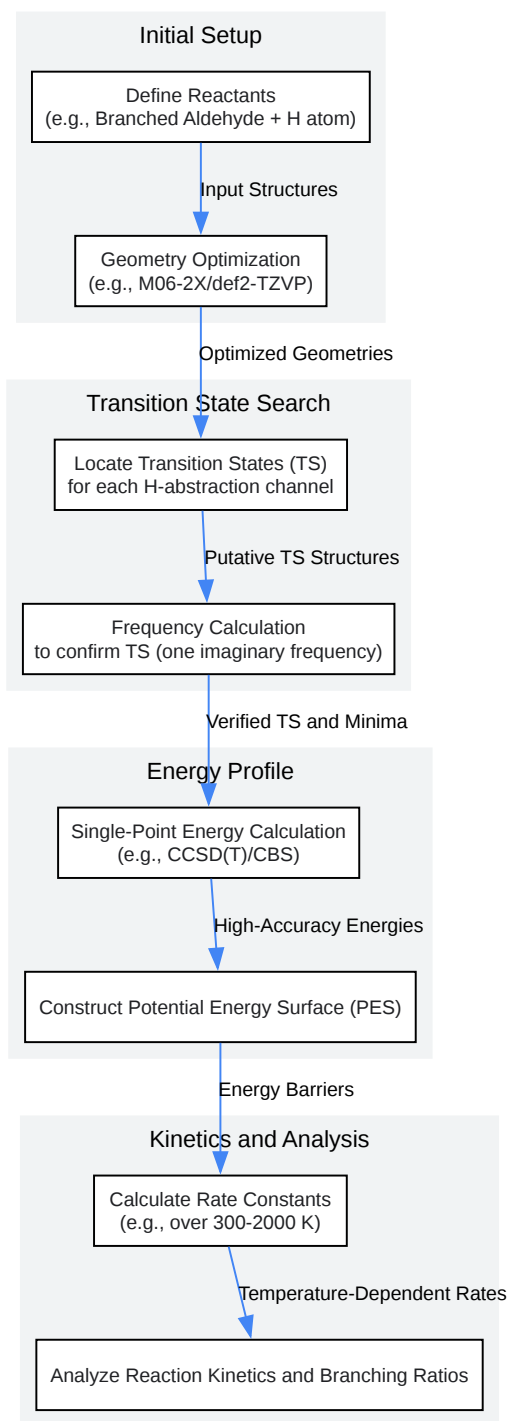 Initial Setup
Define Reactants
(e.g., Branched Aldehyde + H atom)
Input Structures
Geometry Optimization
(e.g., M06-2X/def2-TZVP)
Optimized Geometries
Transition State Search
Locate Transition States (TS)
for each H-abstraction channel
Putative TS Structures
Frequency Calculation
to confirm TS (one imaginary frequency)
Verified TS and Minima
Energy Profile
Single-Point Energy Calculation
(e.g., CCSD(T)/CBS)
High-Accuracy Energies
Construct Potential Energy Surface (PES)
Energy Barriers
Kinetics and Analysis
Calculate Rate Constants
(e.g., over 300-2000 K)
Temperature-Dependent Rates
Analyze Reaction Kinetics and Branching Ratios